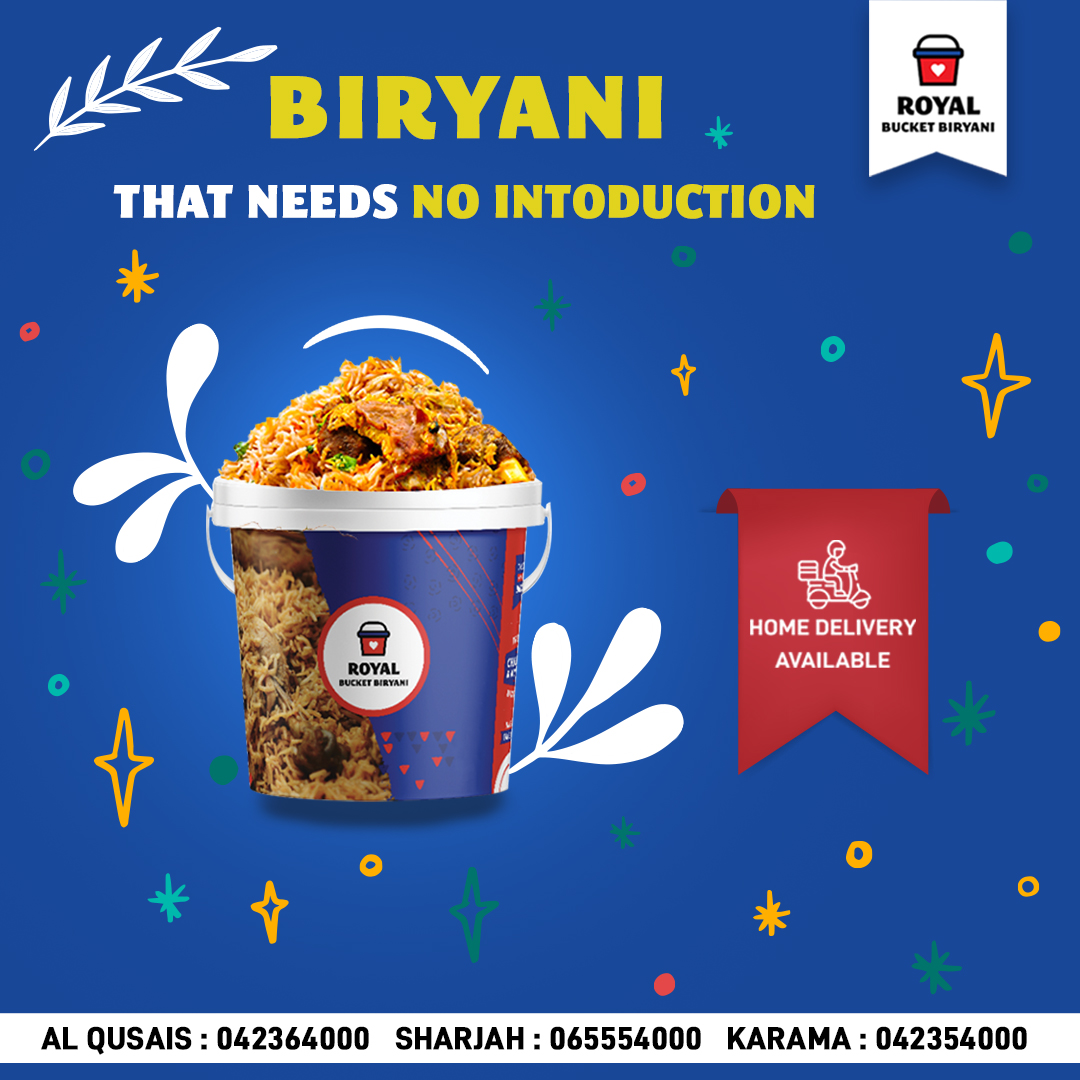 BIRYANI
ROYAL
BUCKET BIRYANI
THAT NEEDS NO INTODUCTION
ROYAL
BUCKET BIRYANI
HOME DELIVERY
AVAILABLE
AL QUSAIS : 042364000 SHARJAH : 065554000 KARAMA : 042354000